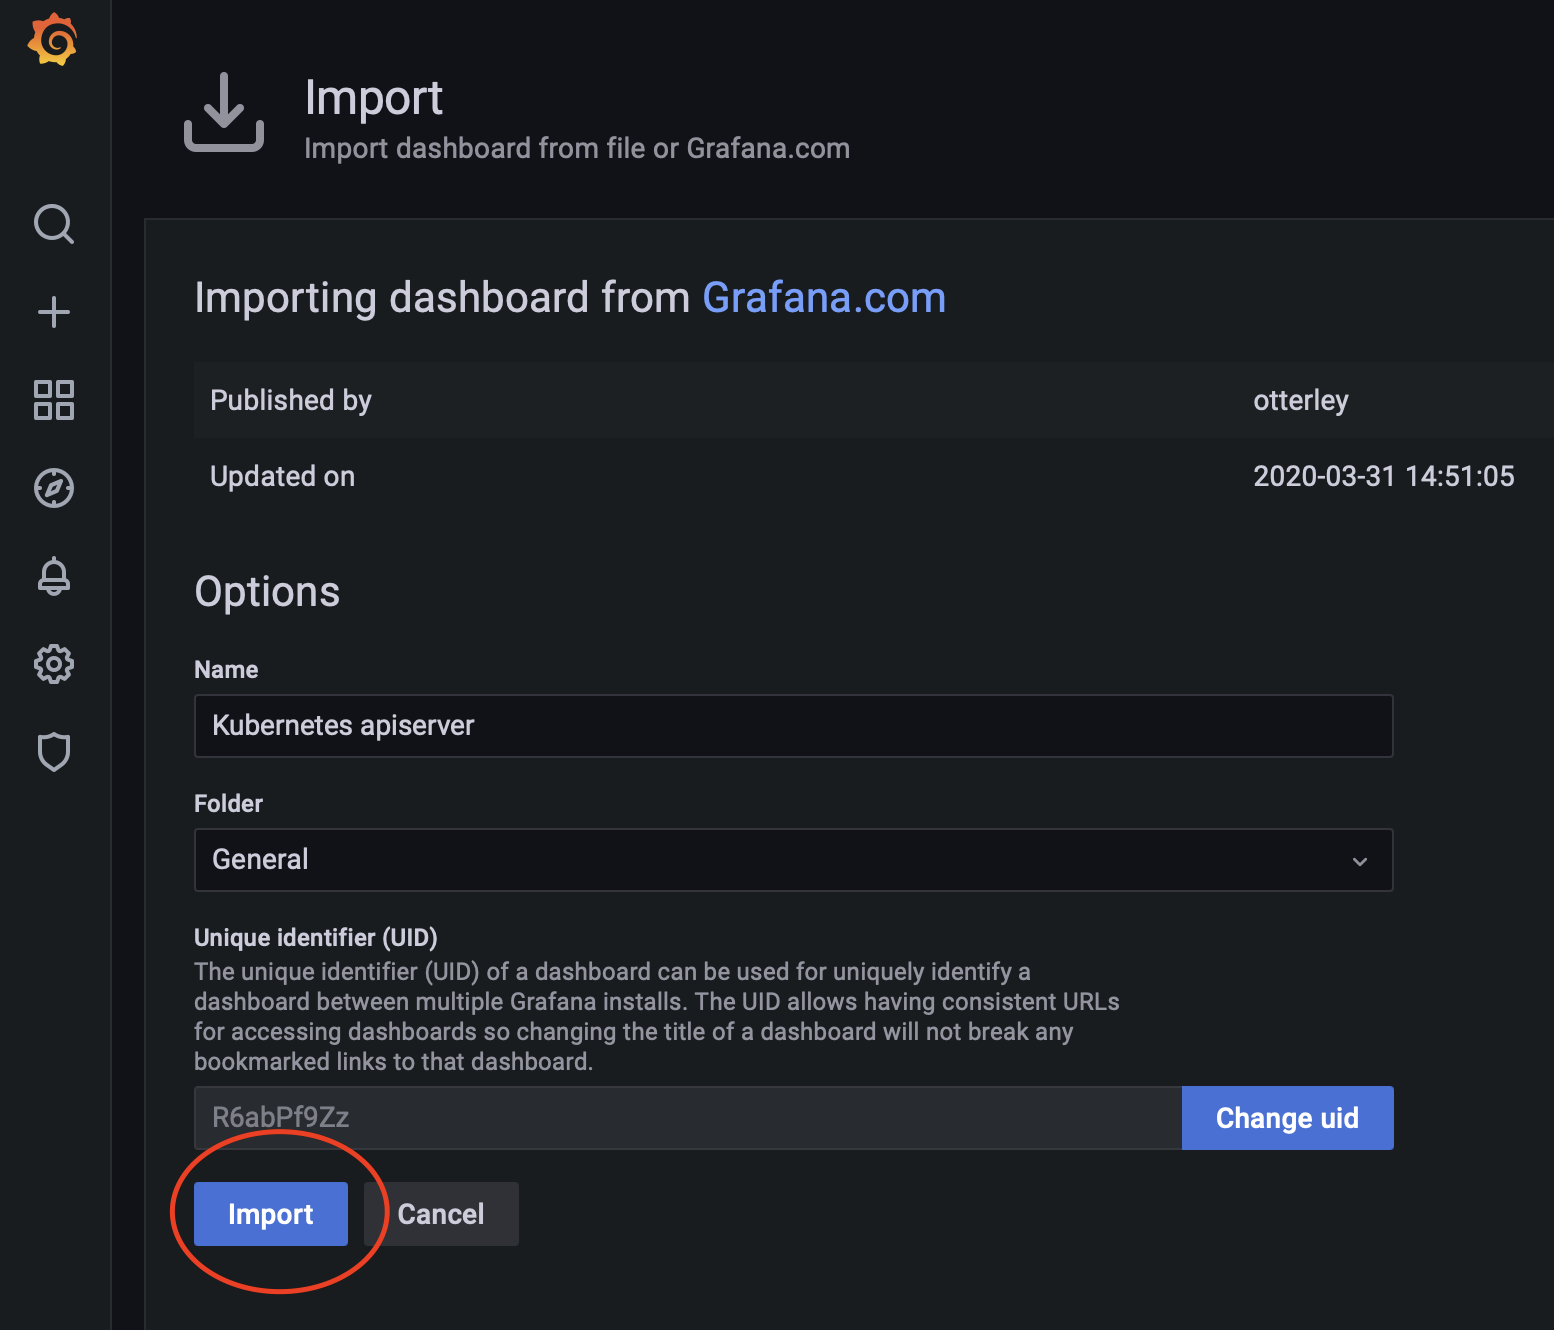 Import
Import dashboard from file or Grafana.com
Importing dashboard from Grafana.com
Published by otterley
Updated on 2020-03-31 14:51:05
Options
Name
Kubernetes apiserver
Folder
General
Unique identifier (UID)
The unique identifier (UID) of a dashboard can be used for uniquely identify a
dashboard between multiple Grafana installs. The UID allows having consistent URLs
for accessing dashboards so changing the title of a dashboard will not break any
bookmarked links to that dashboard.
R6abPf9Zz Change uid
Import Cancel